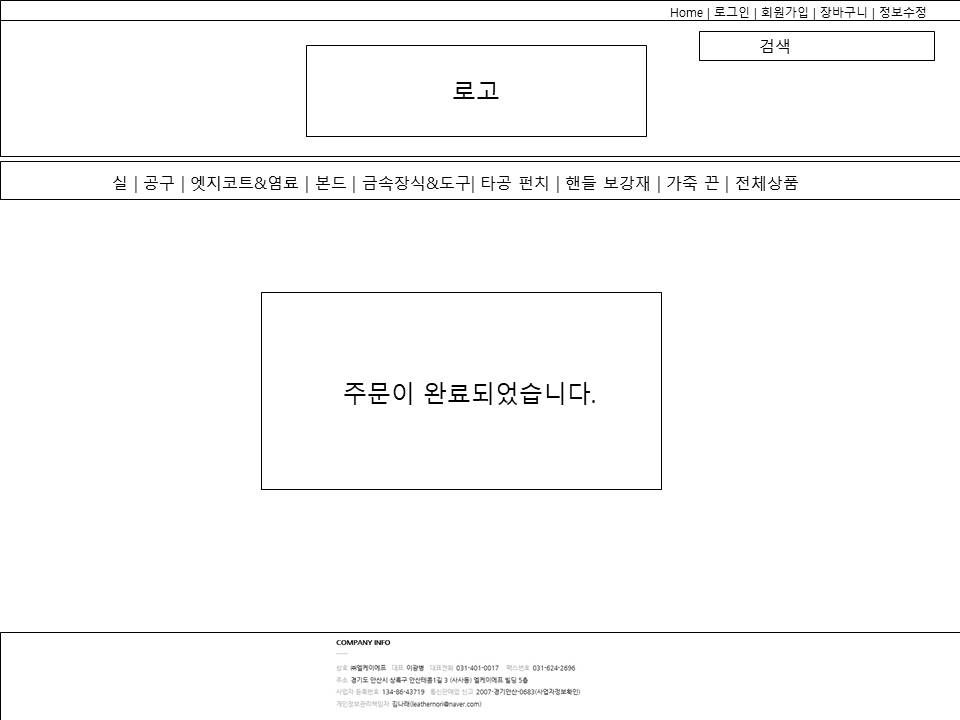 Home | 로그인 | 회원가입 | 장바구니 | 정보수정
검색
로고
실 | 공구 | 엣지코트&염료 | 본드 | 금속장식&도구| 타공 펀치 | 핸들 보강재 | 가죽 끈 | 전체상품
주문이 완료되었습니다.
COMPANY INFO
상호 ㈜엘케이에프 대표 이광병 대표전화 031-401-0017 팩스번호 031-624-2696
주소 경기도 안산시 상록구 안산테콤1길 3 (사사동) 엘케이에프 빌딩 5층
사업자 등록번호 134-86-43719 통신판매업 신고 2007-경기안산-0683(사업자정보확인)
개인정보관리책임자 김나래(leathernori@naver.com)